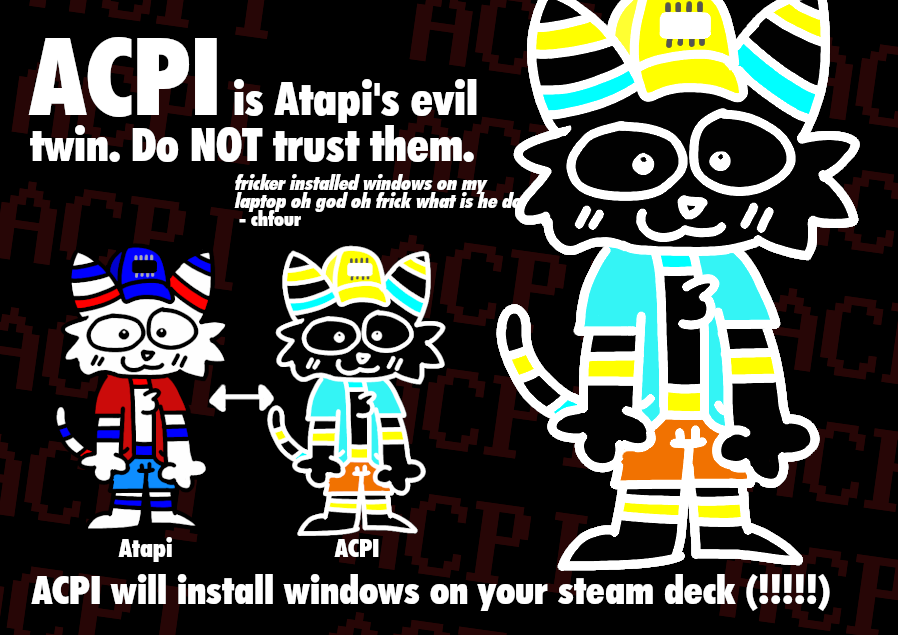 ACPI is Atapi's evil
twin. Do NOT trust them.
fricker installed windows on my
laptop oh god oh frick what is he
- chfour
Atapi
ACPI
ACPI will install windows on your steam deck (!!!!!)